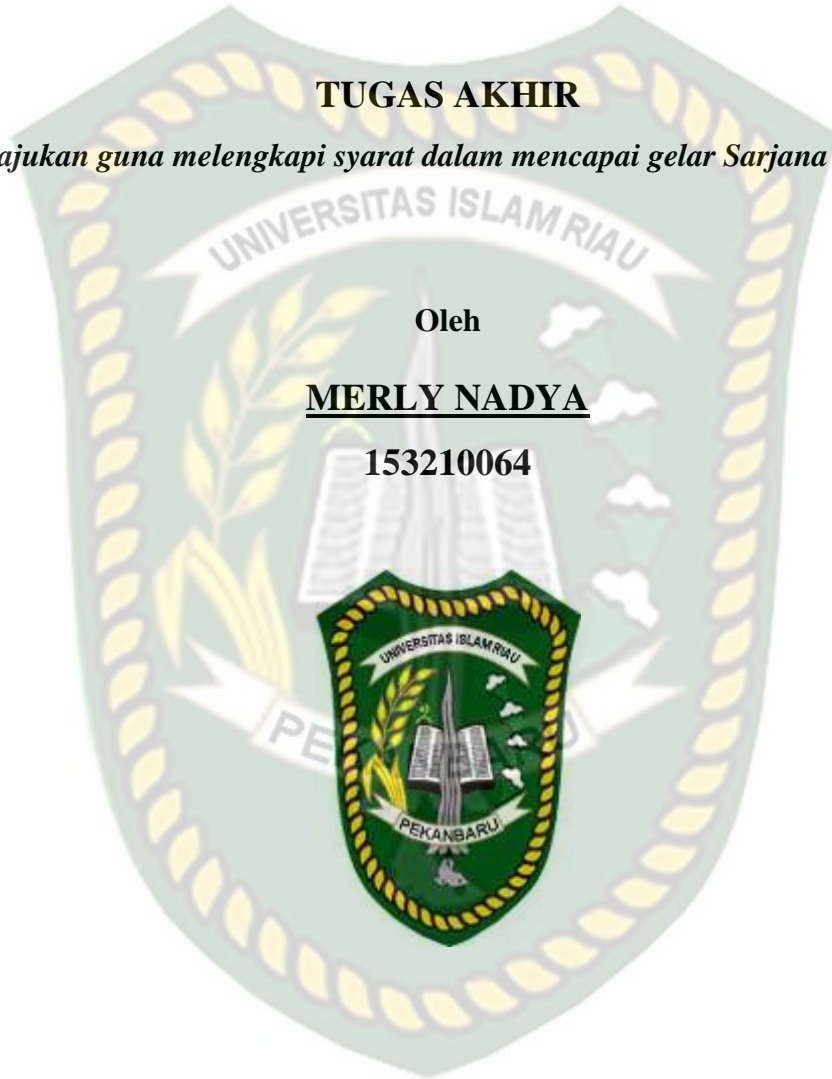 TUGAS AKHIR
ajukan guna melengkapi syarat dalam mencapai gelar Sarjana
UNIVERSITAS ISLAM RIAU
Oleh
MERLY NADYA
153210064
UNIVERSITAS ISLAM RIAU
PEKANBARU